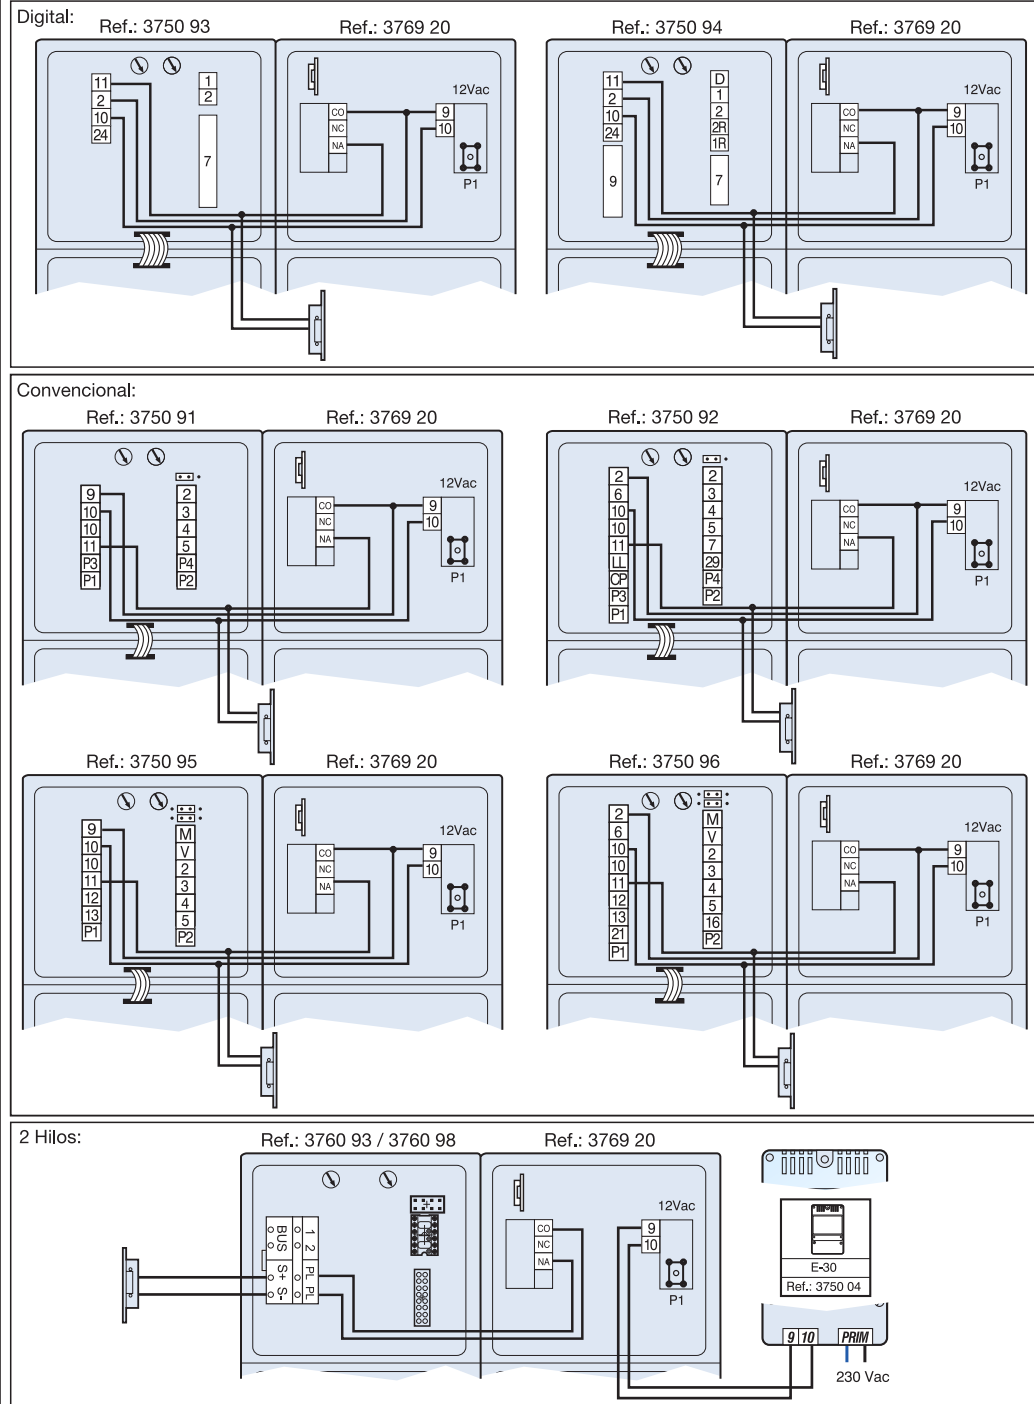 Digital:
Ref.: 3750 93
Ref.: 3769 20
11
2
10
24
1
2
7
CO
NC
NA
12Vac
9
10
P1
Ref.: 3750 94
Ref.: 3769 20
11
2
10
24
9
D
1
2
2R
1R
7
CO
NC
NA
12Vac
9
10
P1
Convencional:
Ref.: 3750 91
Ref.: 3769 20
9
10
10
11
P3
P1
2
3
4
5
P4
P2
CO
NC
NA
12Vac
9
10
P1
Ref.: 3750 92
Ref.: 3769 20
2
6
10
10
11
LL
CP
P3
P1
2
3
4
5
7
29
P4
P2
CO
NC
NA
12Vac
9
10
P1
Ref.: 3750 95
Ref.: 3769 20
9
10
10
11
12
13
P1
M
V
2
3
4
5
P2
CO
NC
NA
12Vac
9
10
P1
Ref.: 3750 96
Ref.: 3769 20
2
6
10
10
11
12
13
21
P1
M
V
2
3
4
5
16
P2
CO
NC
NA
12Vac
9
10
P1
2 Hilos:
Ref.: 3760 93 / 3760 98
Ref.: 3769 20
BUS
S+
S-
1
2
PL
PL
CO
NC
NA
12Vac
9
10
P1
E-30
Ref.: 3750 04
9 10 PRIM
230 Vac